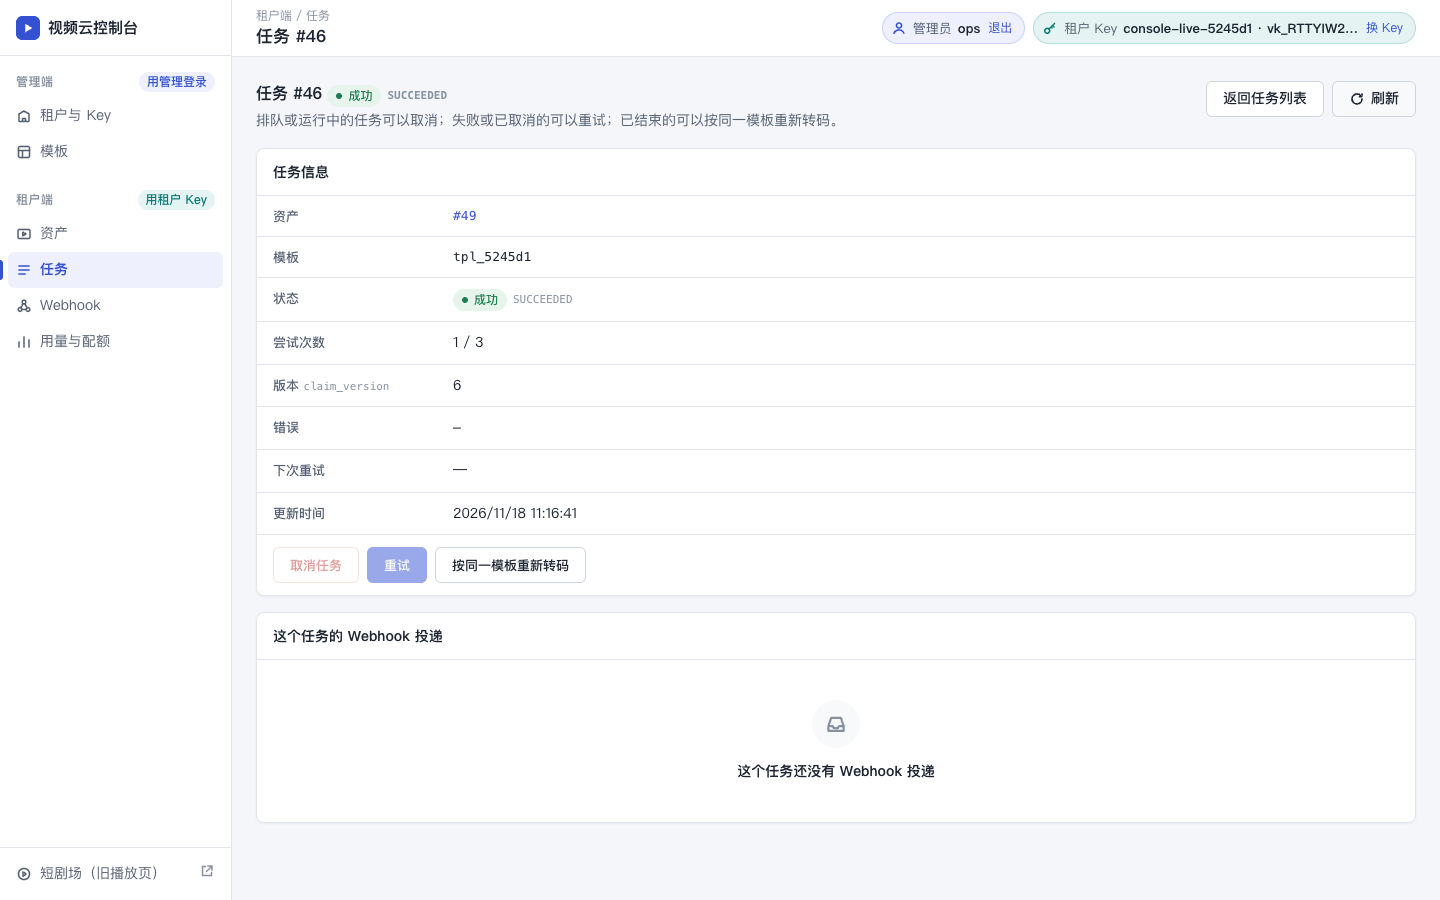 视频云控制台
管理端 用管理登录
租户与 Key
模板
租户端 用租户 Key
资产
任务
Webhook
用量与配额
短剧场（旧播放页）
租户端 / 任务
任务 #46
管理员 ops 退出
租户 Key console-live-5245d1 · vk_RTTYIW2... 换 Key
任务 #46 成功 SUCCEEDED
排队或运行中的任务可以取消；失败或已取消的可以重试；已结束的可以按同一模板重新转码。
返回任务列表 刷新
任务信息
资产 #49
模板 tpl_5245d1
状态 成功 SUCCEEDED
尝试次数 1 / 3
版本 claim_version 6
错误 –
下次重试 —
更新时间 2026/11/18 11:16:41
取消任务 重试 按同一模板重新转码
这个任务的 Webhook 投递
这个任务还没有 Webhook 投递